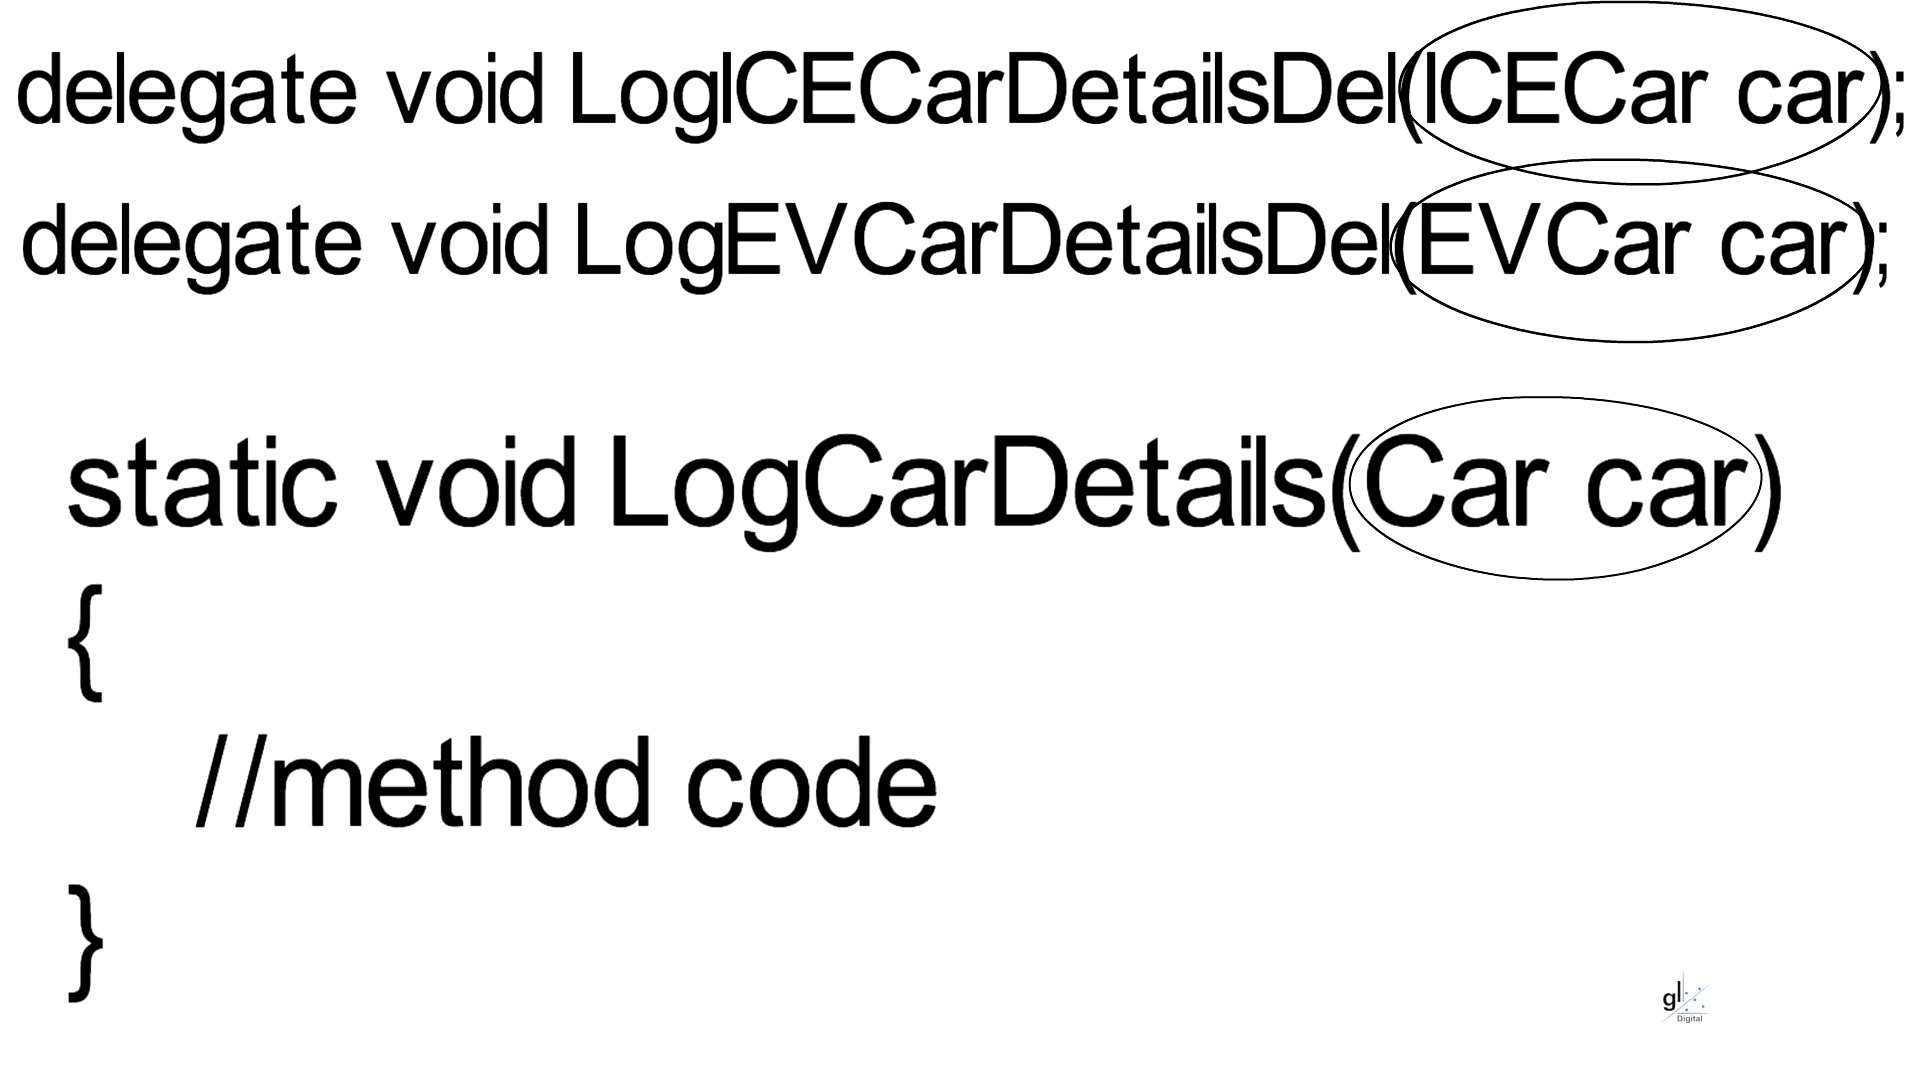 delegate void LogICECarDetailsDel(ICECar car);
delegate void LogEVCarDetailsDel(EVCar car);
static void LogCarDetails(Car car)
{
//method code
}
gl
Digital